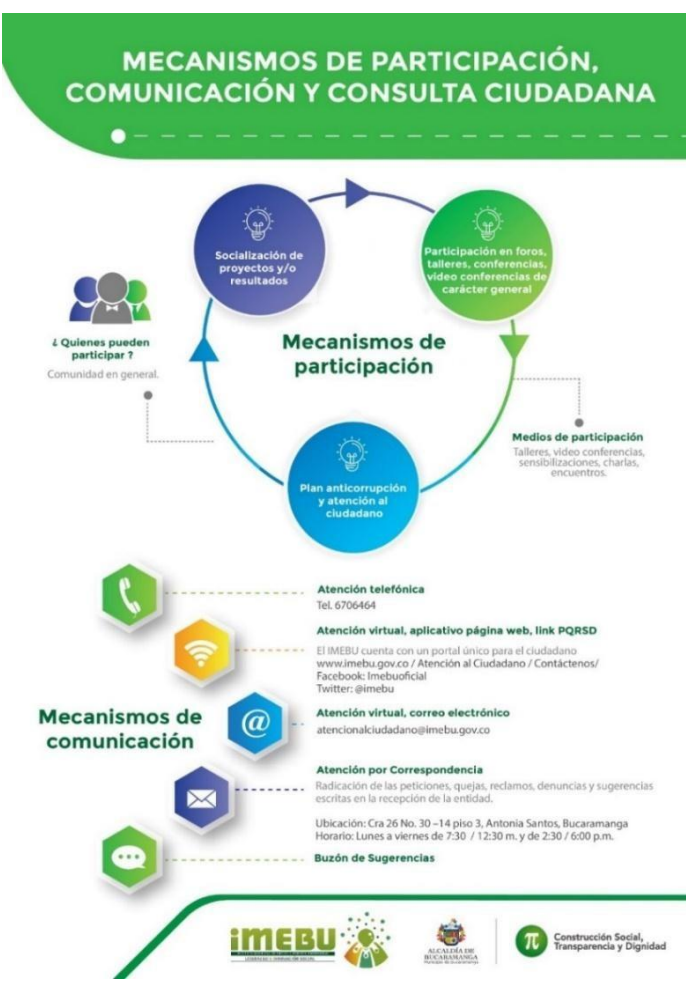 MECANISMOS DE PARTICIPACIÓN,
COMUNICACIÓN Y CONSULTA CIUDADANA
Socialización de
proyectos y/o
resultados
Participación en foros,
talleres, conferencias,
vídeo conferencias de
carácter general
¿ Quienes pueden
participar ?
Comunidad en general.
Mecanismos de
participación
Medios de participación
Talleres, video conferencias,
sensibilizaciones, charlas,
encuentros.
Plan anticorrupción
y atención al
ciudadano
Atención telefónica
Tel. 6706464
Atención virtual, aplicativo página web, link PQRSD
El IMEBU cuenta con un portal único para el ciudadano
www.imebu.gov.co / Atención al Ciudadano / Contáctenos/
Facebook: Imebuoficial
Twitter: @imebu
Mecanismos de
comunicación
@
Atención virtual, correo electrónico
atencionalciudadano@imebu.gov.co
Atención por Correspondencia
Radicación de las peticiones, quejas, reclamos, denuncias y sugerencias
escritas en la recepción de la entidad.
Ubicación: Cra 26 No. 30 –14 piso 3, Antonia Santos, Bucaramanga
Horario: Lunes a viernes de 7:30 / 12:30 m. y de 2:30 / 6:00 p.m.
Buzón de Sugerencias
imEBU
ALCALDÍA DE
BUCARAMANGA
Municipio de Bucaramanga
π
Construcción Social,
Transparencia y Dignidad